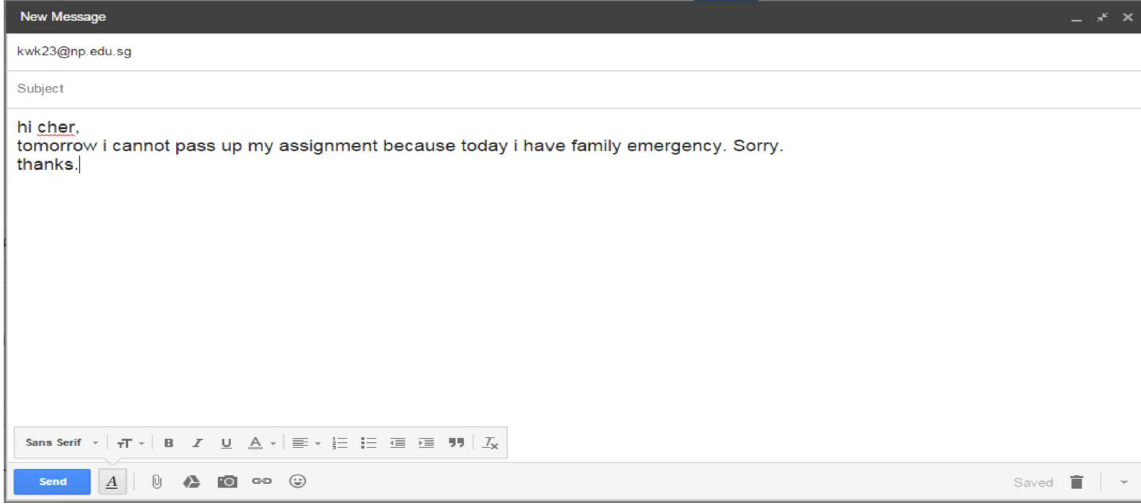 New Message
kwk23@np.edu.sg
Subject
hi cher,
tomorrow i cannot pass up my assignment because today i have family emergency. Sorry.
thanks.
Sans Serif
Send
Saved